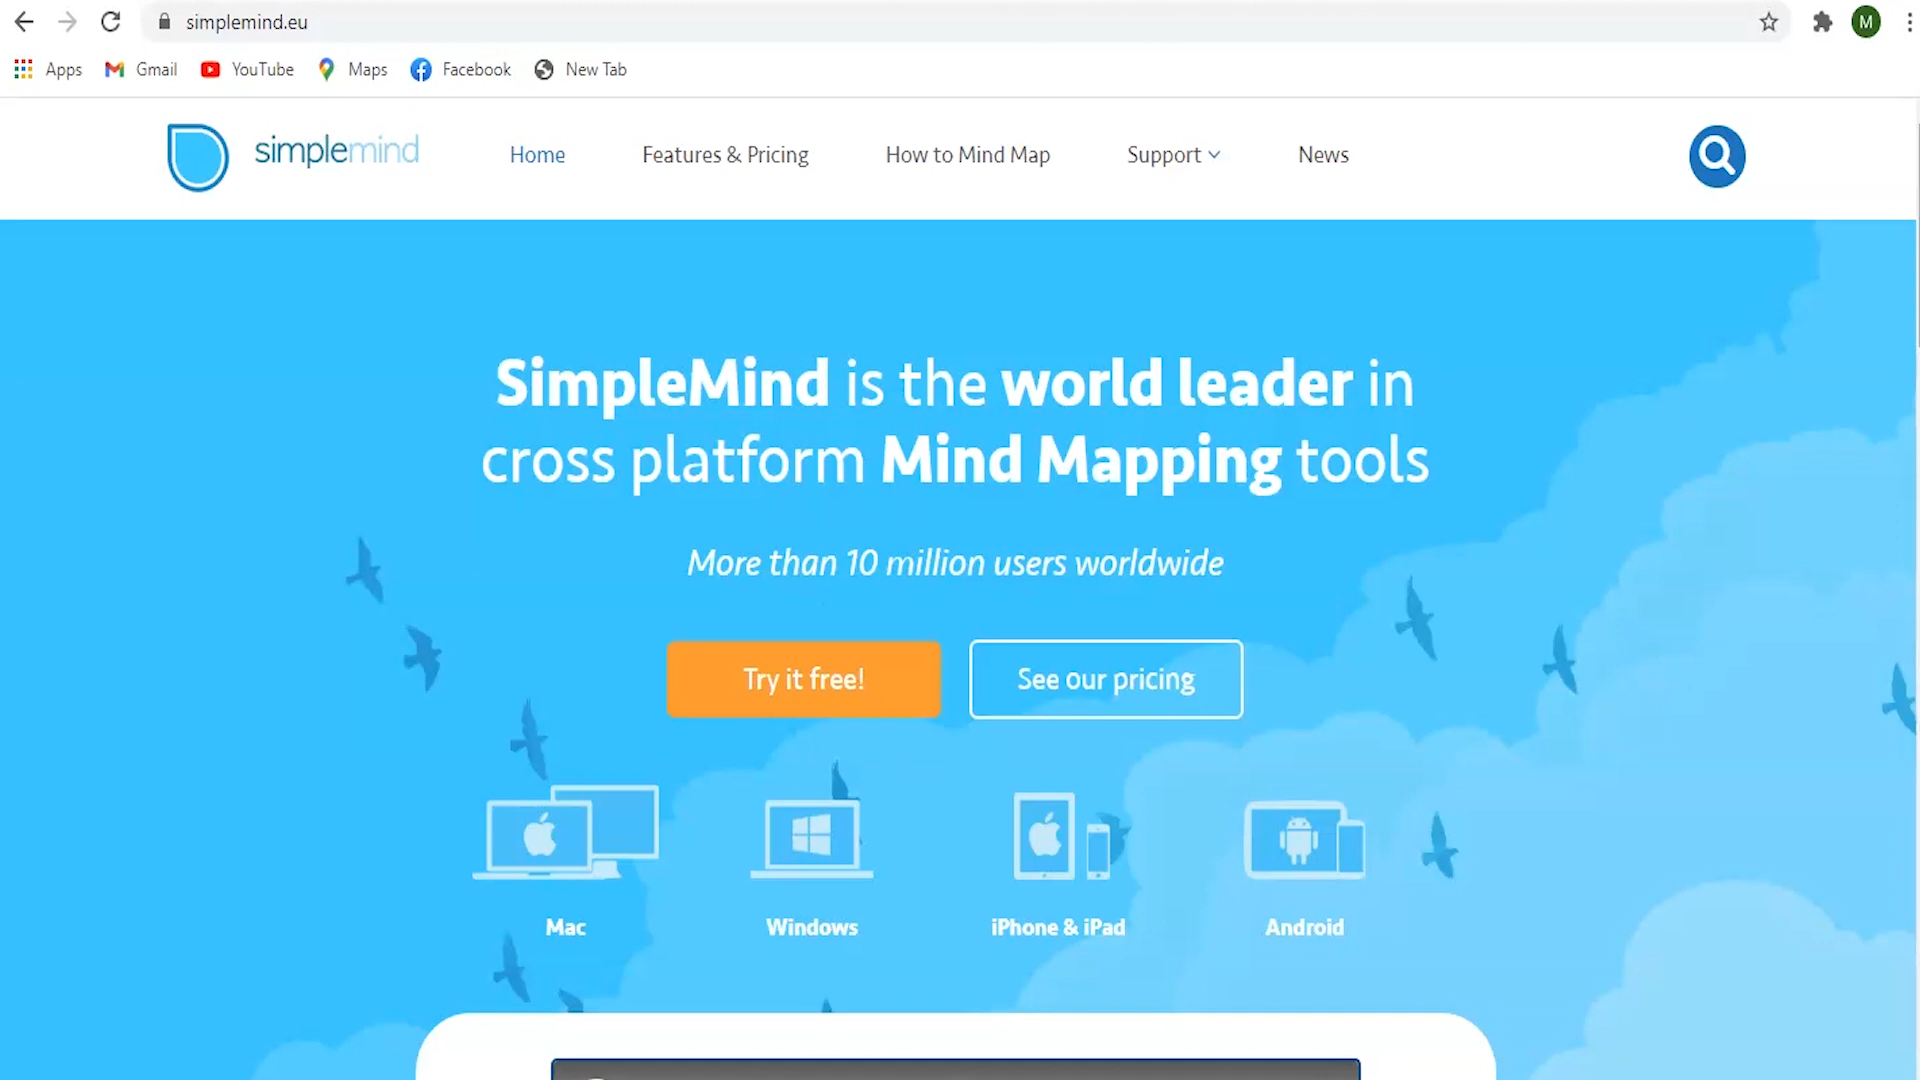 simplemind.eu
M
Apps Gmail YouTube Maps Facebook New Tab
simplemind Home Features & Pricing How to Mind Map Support News
SimpleMind is the world leader in
cross platform Mind Mapping tools
More than 10 million users worldwide
Try it free! See our pricing
Mac Windows iPhone & iPad Android